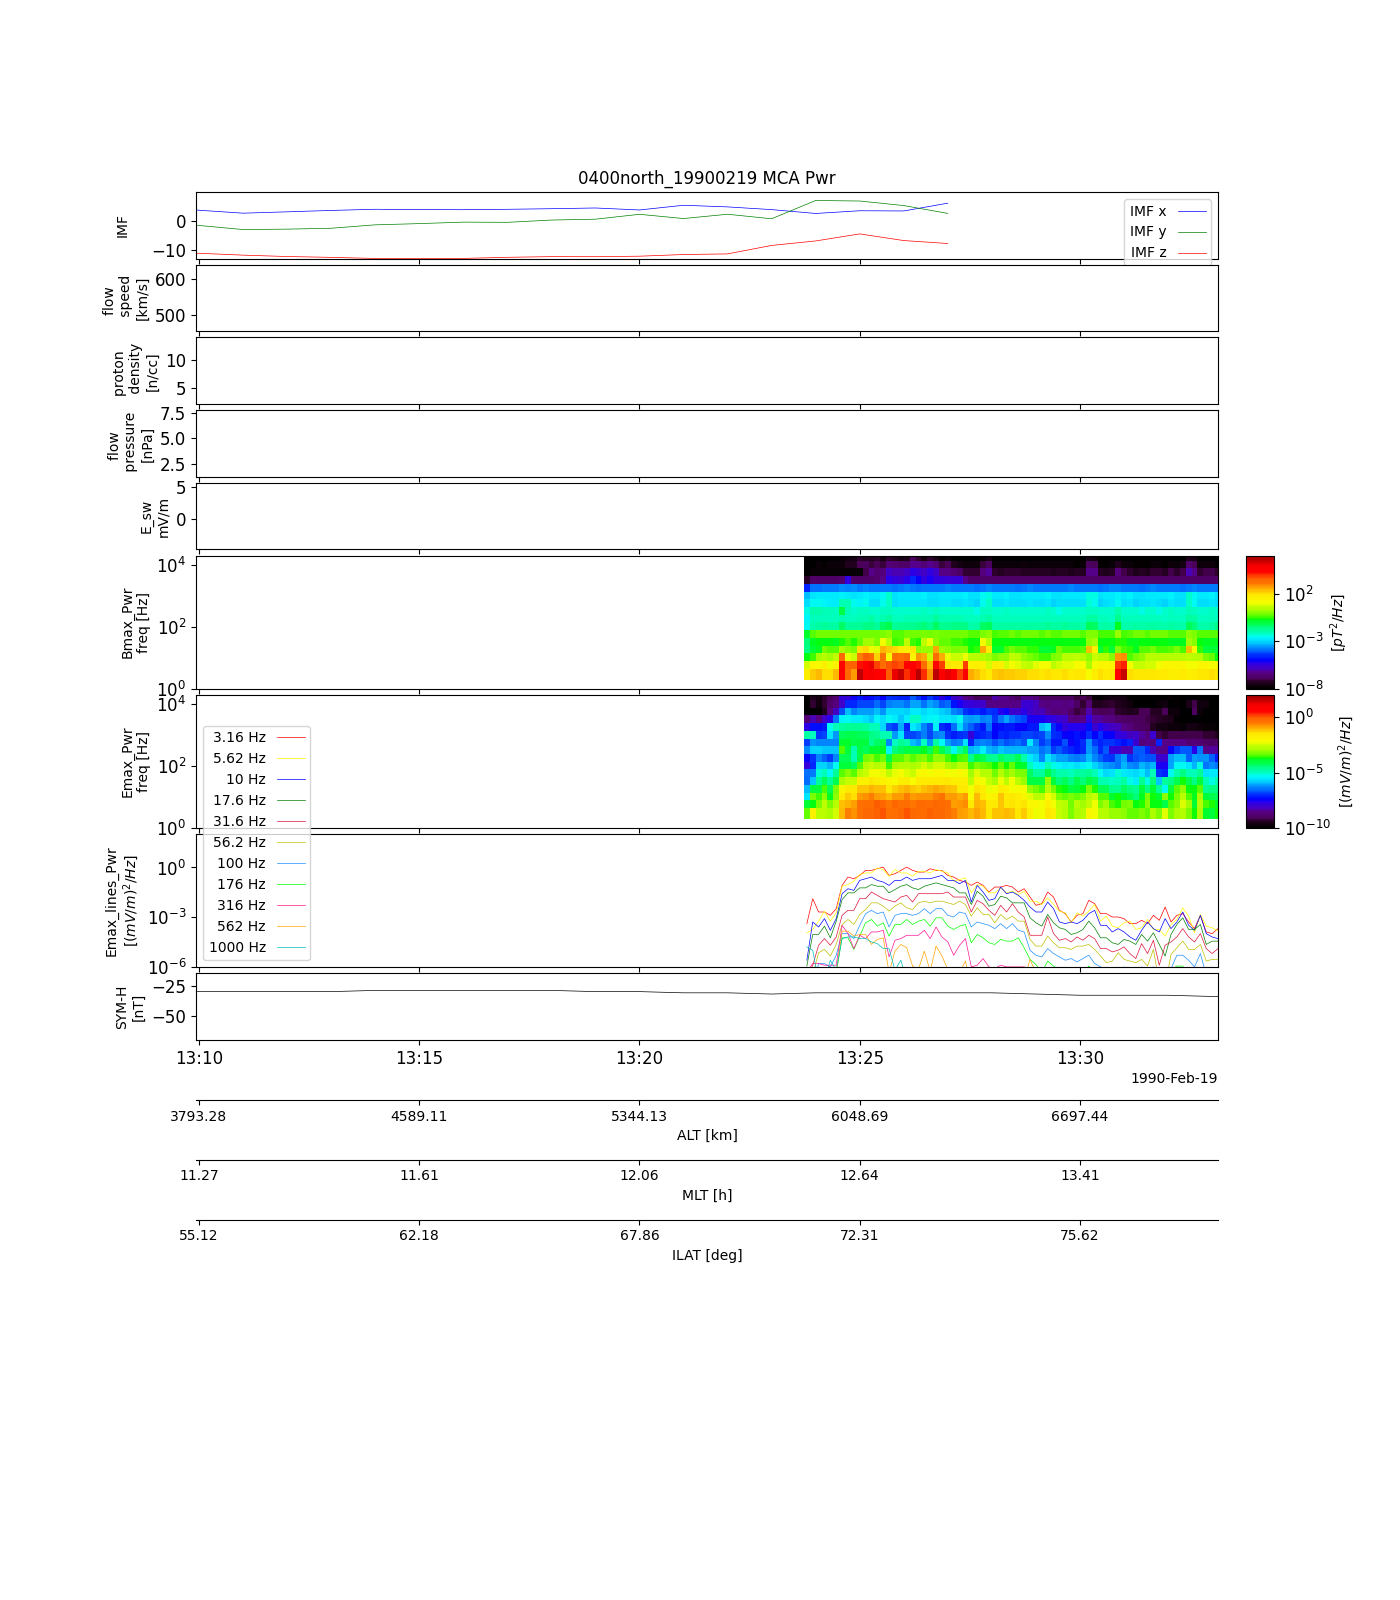 0400north_19900219 MCA Pwr
IMF
0
−10
IMF x
IMF y
IMF z
flow
speed
[km/s]
600
500
proton
density
[n/cc]
10
5
flow
pressure
[nPa]
7.5
5.0
2.5
E_sw
mV/m
5
0
Bmax_Pwr
freq [Hz]
10^4
10^2
10^0
10^2
10^−3
10^−8
[pT^2/Hz]
Emax_Pwr
freq [Hz]
10^4
10^2
10^0
10^0
10^−5
10^−10
[(mV/m)^2/Hz]
3.16 Hz
5.62 Hz
10 Hz
17.6 Hz
31.6 Hz
56.2 Hz
100 Hz
176 Hz
316 Hz
562 Hz
1000 Hz
Emax_lines_Pwr
[(mV/m)^2/Hz]
10^0
10^−3
10^−6
SYM-H
[nT]
−25
−50
13:10 13:15 13:20 13:25 13:30
1990-Feb-19
3793.28 4589.11 5344.13 6048.69 6697.44
ALT [km]
11.27 11.61 12.06 12.64 13.41
MLT [h]
55.12 62.18 67.86 72.31 75.62
ILAT [deg]